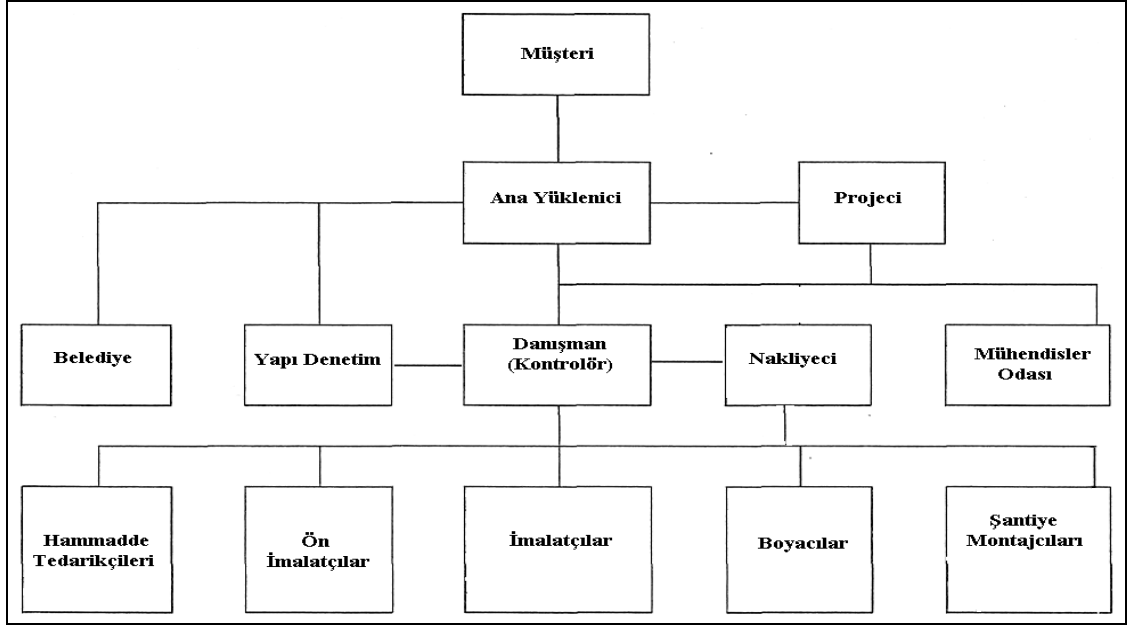 Müşteri
Ana Yüklenici
Projeci
Belediye
Yapı Denetim
Danışman
(Kontrolör)
Nakliyeci
Mühendisler
Odası
Hammadde
Tedarikçileri
Ön
İmalatçılar
İmalatçılar
Boyacılar
Şantiye
Montajcıları